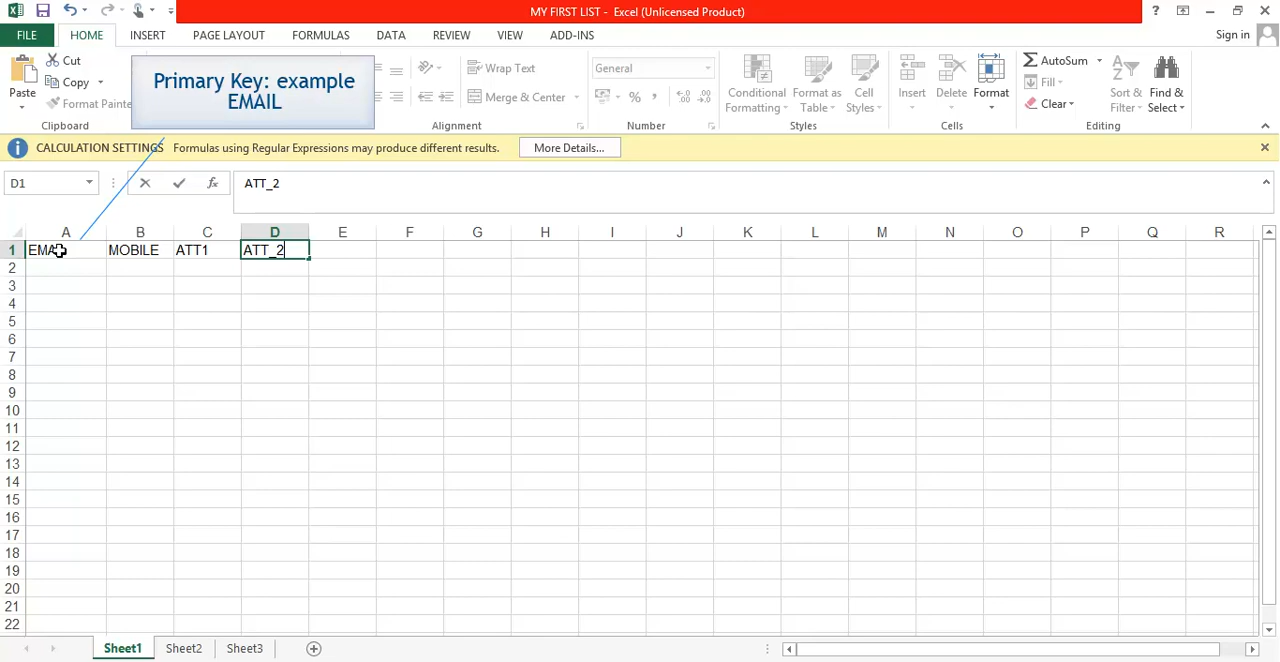 MY FIRST LIST - Excel (Unlicensed Product)
?
FILE
HOME
INSERT
PAGE LAYOUT
FORMULAS
DATA
REVIEW
VIEW
ADD-INS
Sign in
Paste
Cut
Copy
Format Painte
Clipboard
Primary Key: example
EMAIL
Wrap Text
Merge & Center
Alignment
General
%
Number
Conditional
Formatting
Format as
Table
Cell
Styles
Styles
Insert
Delete
Format
Cells
AutoSum
Fill
Clear
Sort &
Filter
Find &
Select
Editing
CALCULATION SETTINGS Formulas using Regular Expressions may produce different results.
More Details...
D1
fx
ATT_2
A B C D E F G H I J K L M N O P Q R
1 EMA MOBILE ATT1 ATT_2
2
3
4
5
6
7
8
9
10
11
12
13
14
15
16
17
18
19
20
21
22
Sheet1 Sheet2 Sheet3